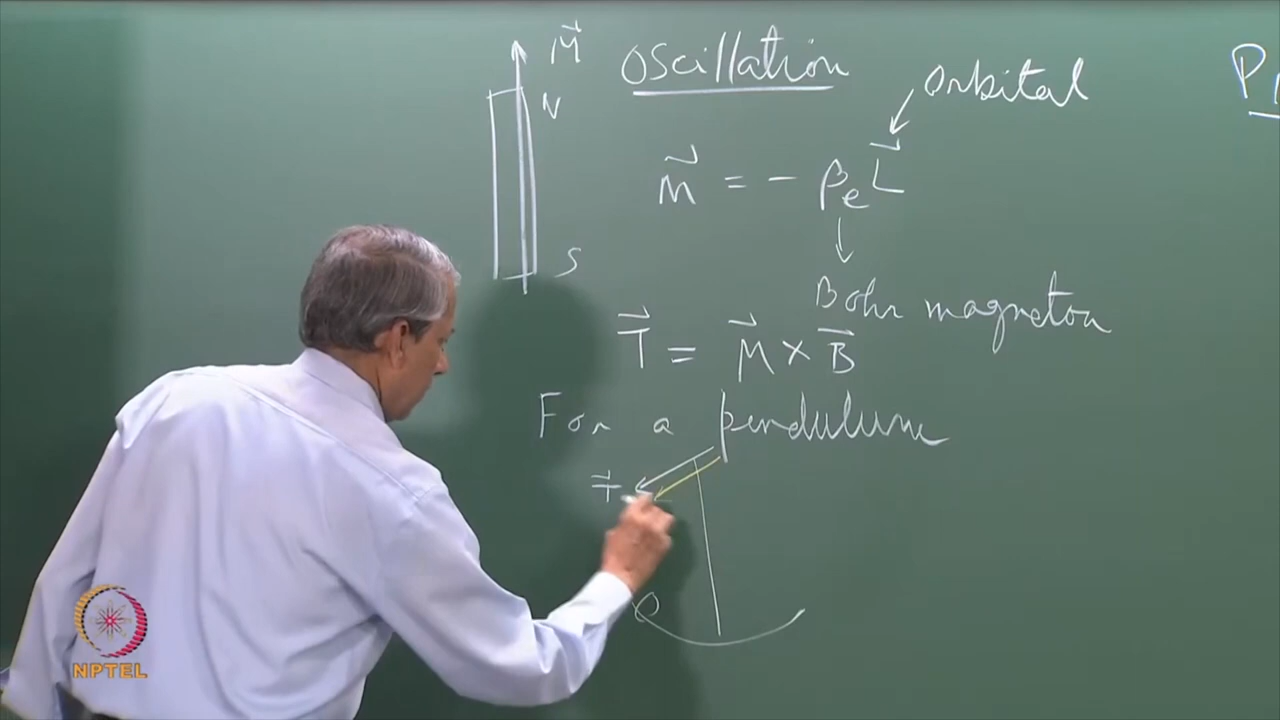 M⃗
N
S
Oscillation
orbital
M⃗ = - βₑ L⃗
Bohr magneton
T⃗ = M⃗ × B⃗
For a pendulum
T⃗
NPTEL